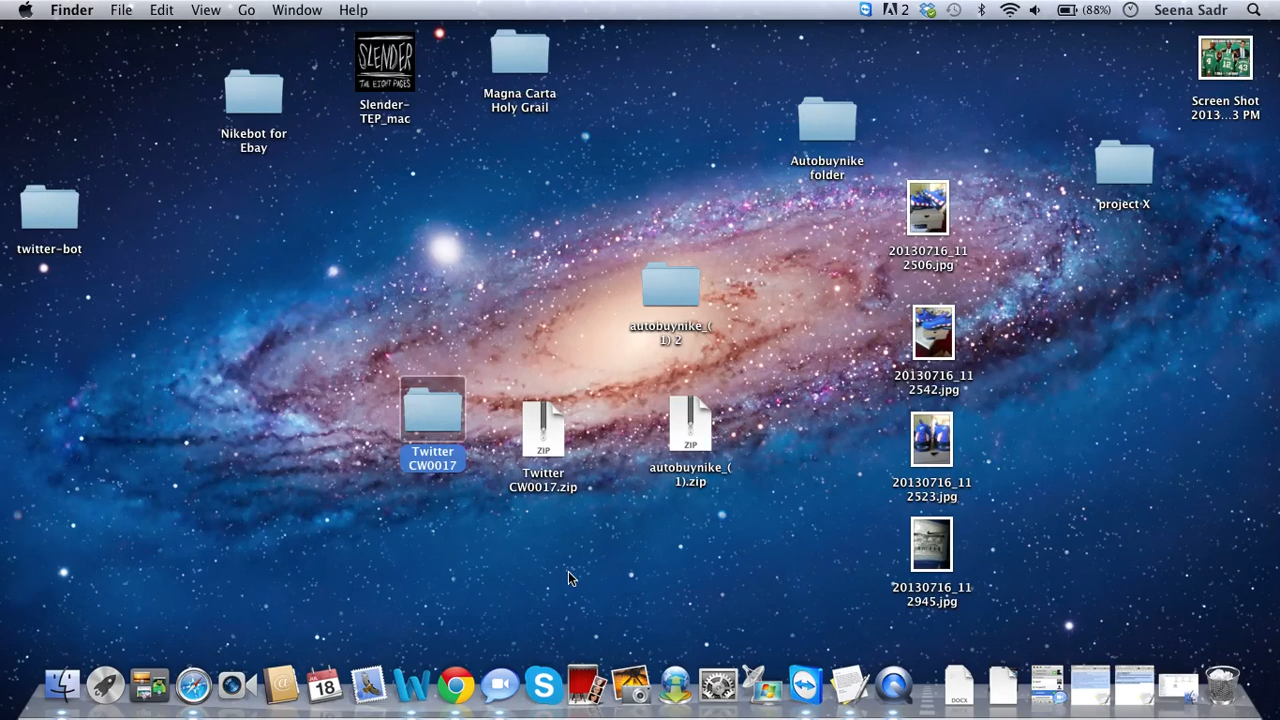 Finder File Edit View Go Window Help
2 (88%) Seena Sadr
SLENDER
THE EIGHT PAGES
Slender-
TEP_mac
Magna Carta
Holy Grail
Nikebot for
Ebay
Autobuynike
folder
Screen Shot
2013...3 PM
project X
twitter-bot
20130716_11
2506.jpg
autobuynike_(
1) 2
20130716_11
2542.jpg
Twitter
CW0017
ZIP
Twitter
CW0017.zip
ZIP
autobuynike_(
1).zip
20130716_11
2523.jpg
20130716_11
2945.jpg
JUL
18
DOCX